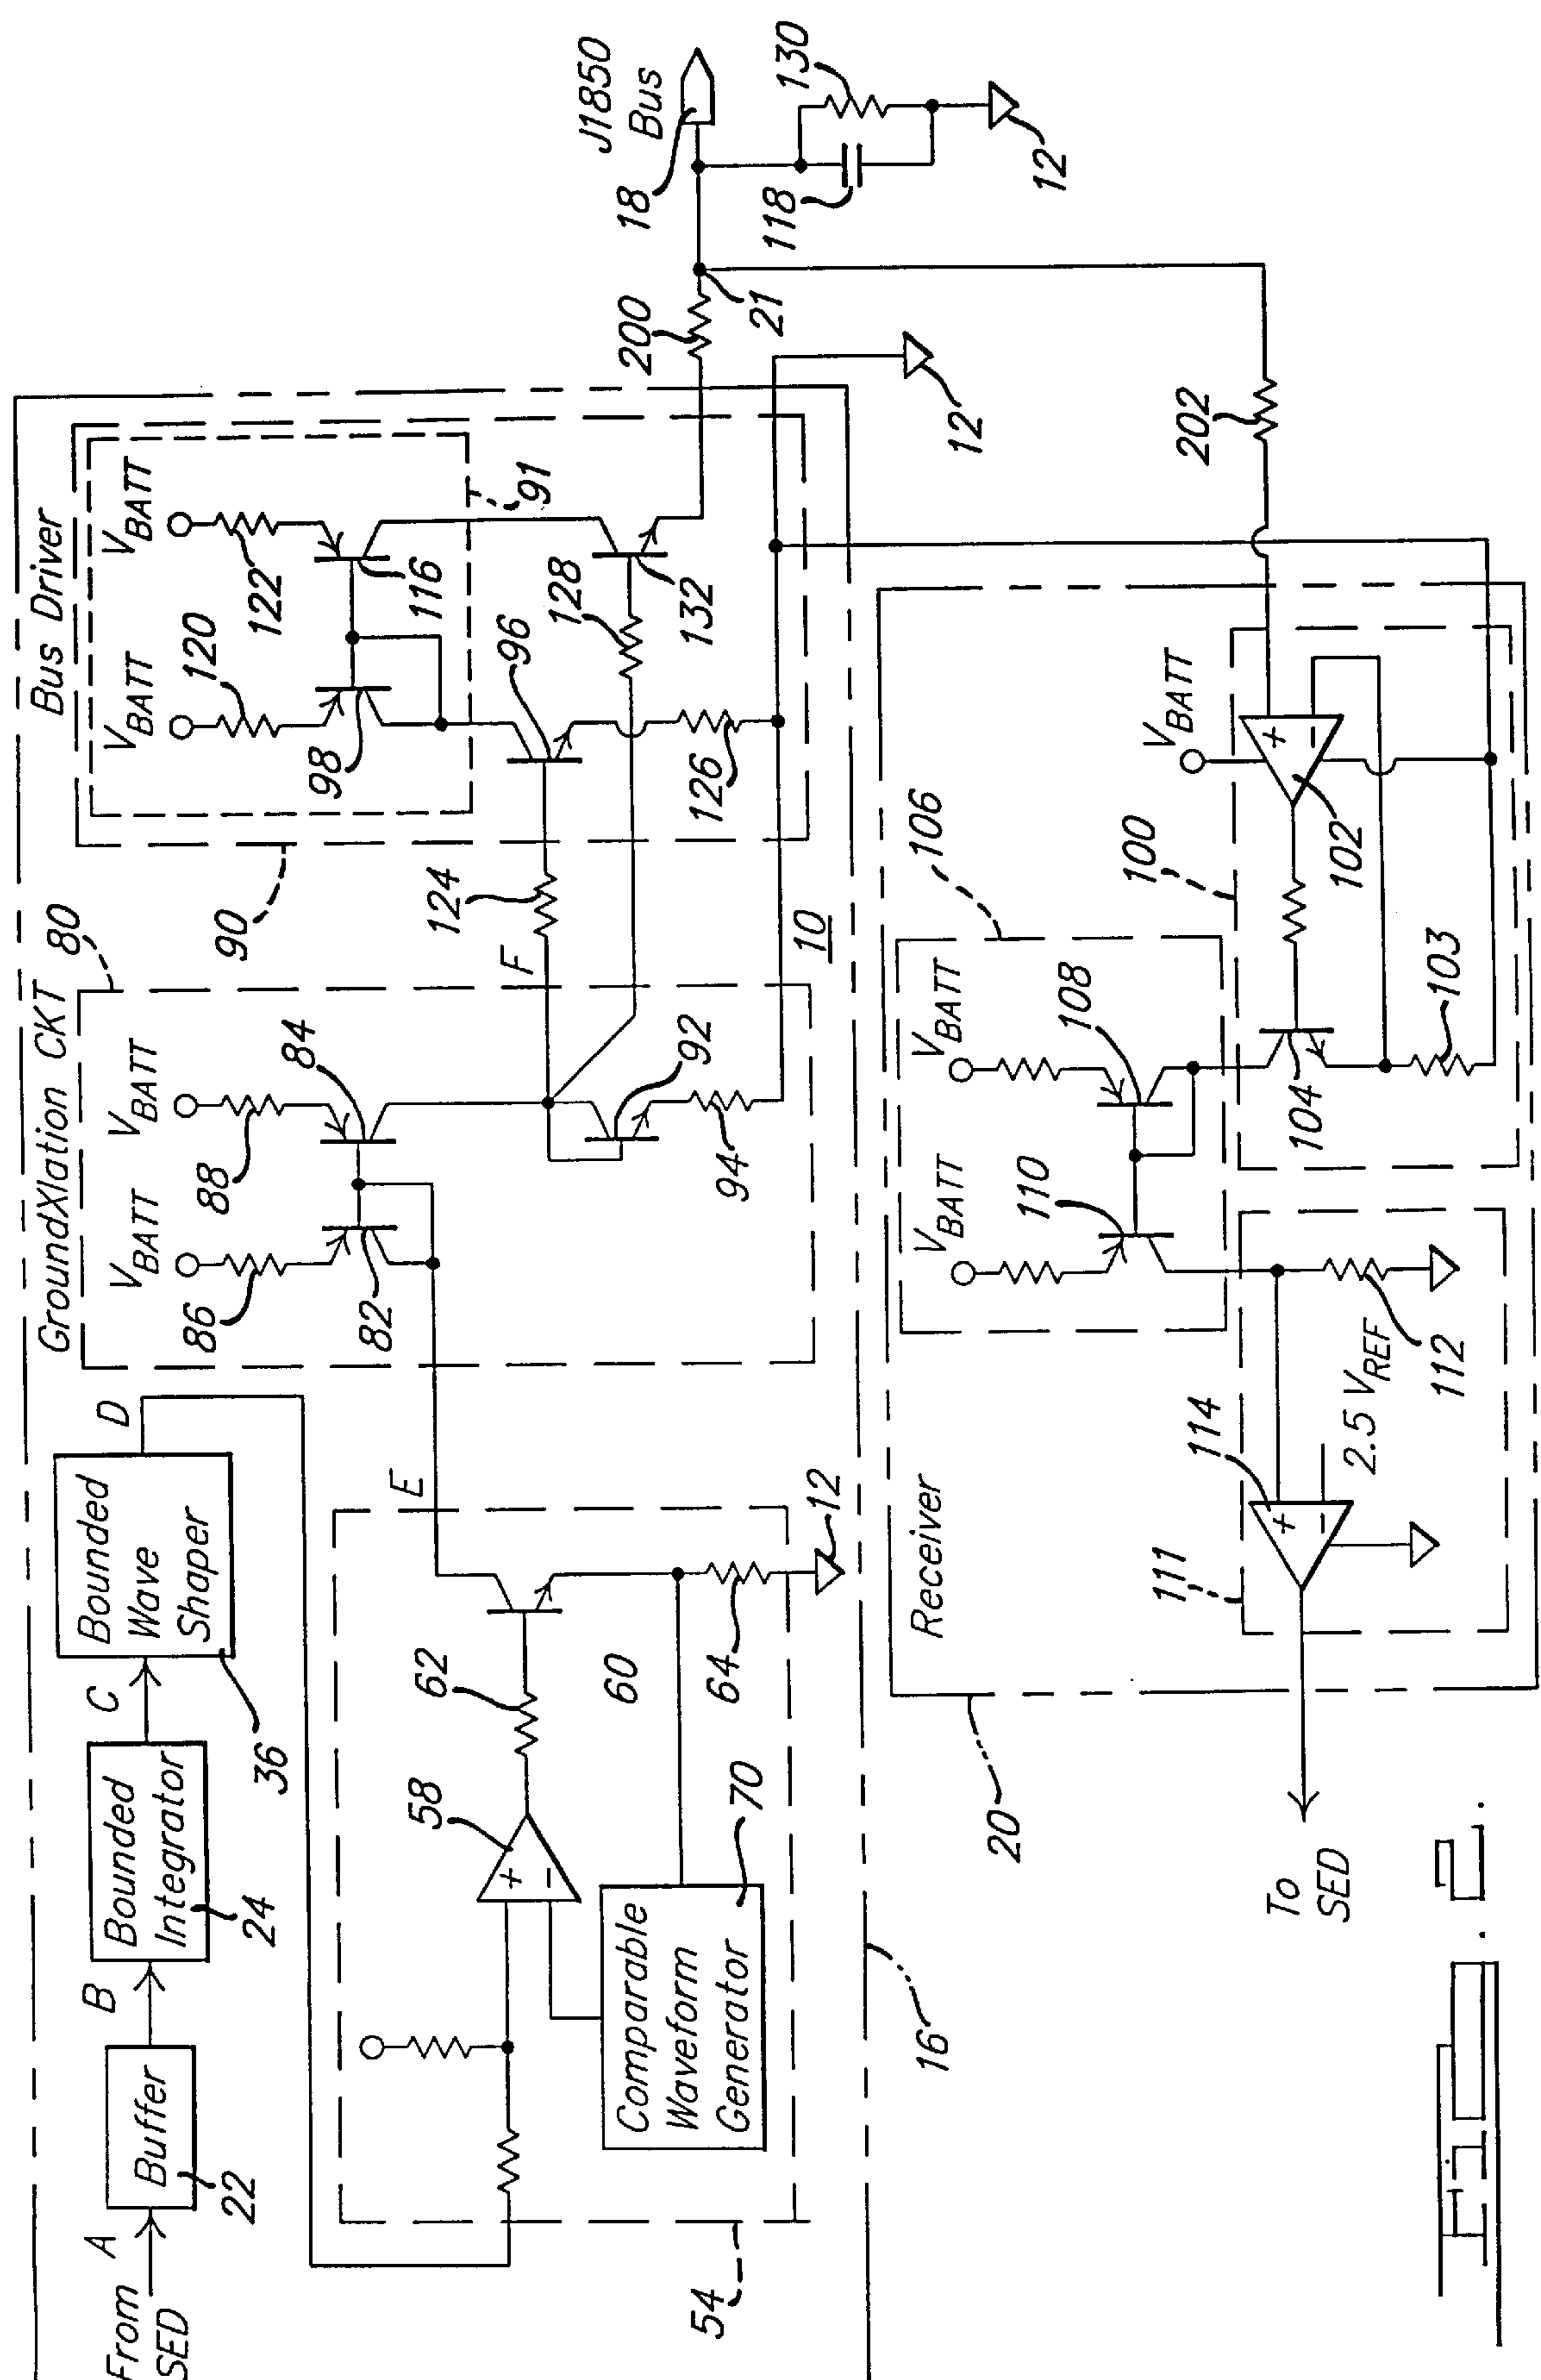 From
SED
A
Buffer
22
B
Bounded
Integrator
24
C
Bounded
Wave
Shaper
36
D
54
58
62
60
64
12
Comparable
Waveform
Generator
70
E
16
GroundXlation CKT
80
VBATT
VBATT
86
88
82
84
92
94
F
124
10
Bus Driver
90
VBATT
VBATT
120
122
98
116
91
96
128
132
126
12'
200
21
J1850
Bus
18
118
130
12'
202
Receiver
20
To
SED
111
114
2.5 VREF
112
106
VBATT
VBATT
110
108
100
104
103
102
VBATT
Fig. 2.